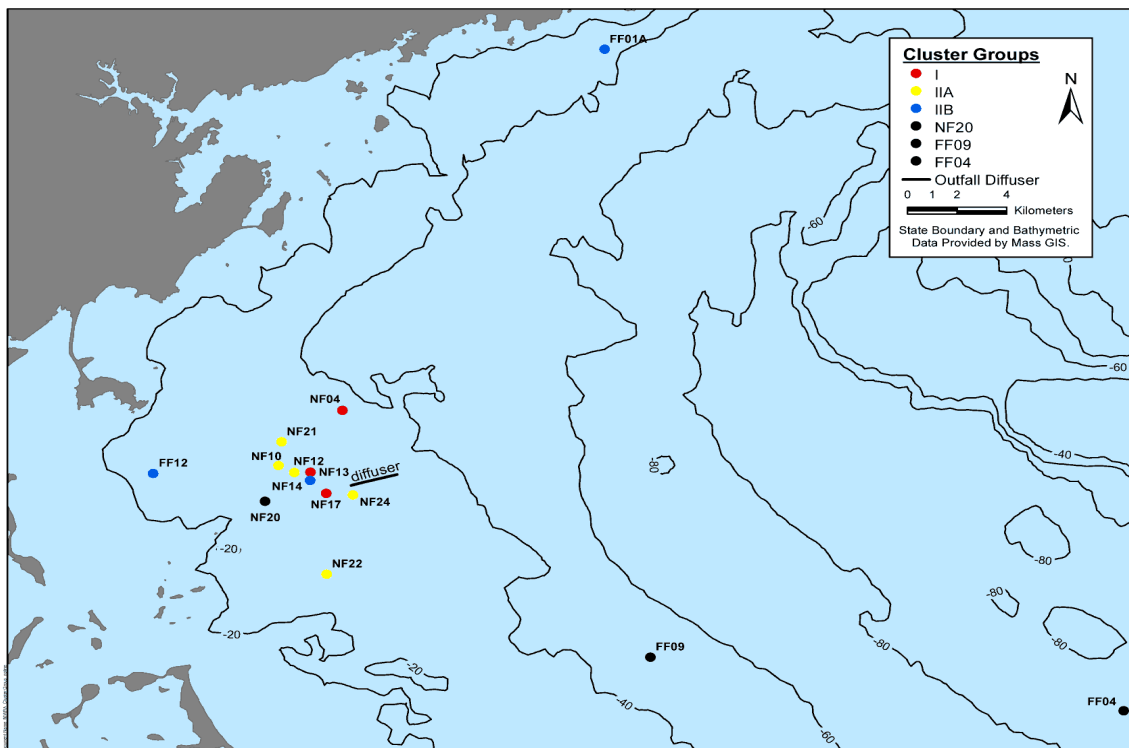 FF01A
Cluster Groups
I
IIA
IIB
NF20
FF09
FF04
Outfall Diffuser
0 1 2 4
Kilometers
State Boundary and Bathymetric
Data Provided by Mass GIS.
N
-60
-60
-40
-80
-80
-80
-80
NF04
NF21
NF10
NF12
NF13
diffuser
FF12
NF14
NF17
NF24
NF20
-20
NF22
-20
-20
FF09
-40
-80
-60
FF04